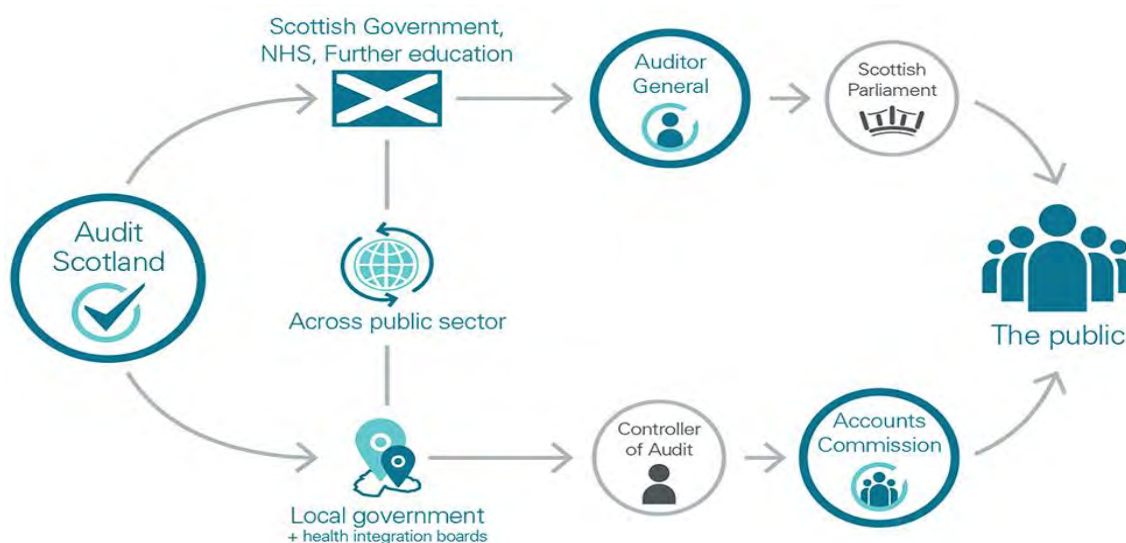 Scottish Government,
NHS, Further education
Auditor
General
Scottish
Parliament
Audit
Scotland
Across public sector
The public
Local government
+ health integration boards
Controller
of Audit
Accounts
Commission